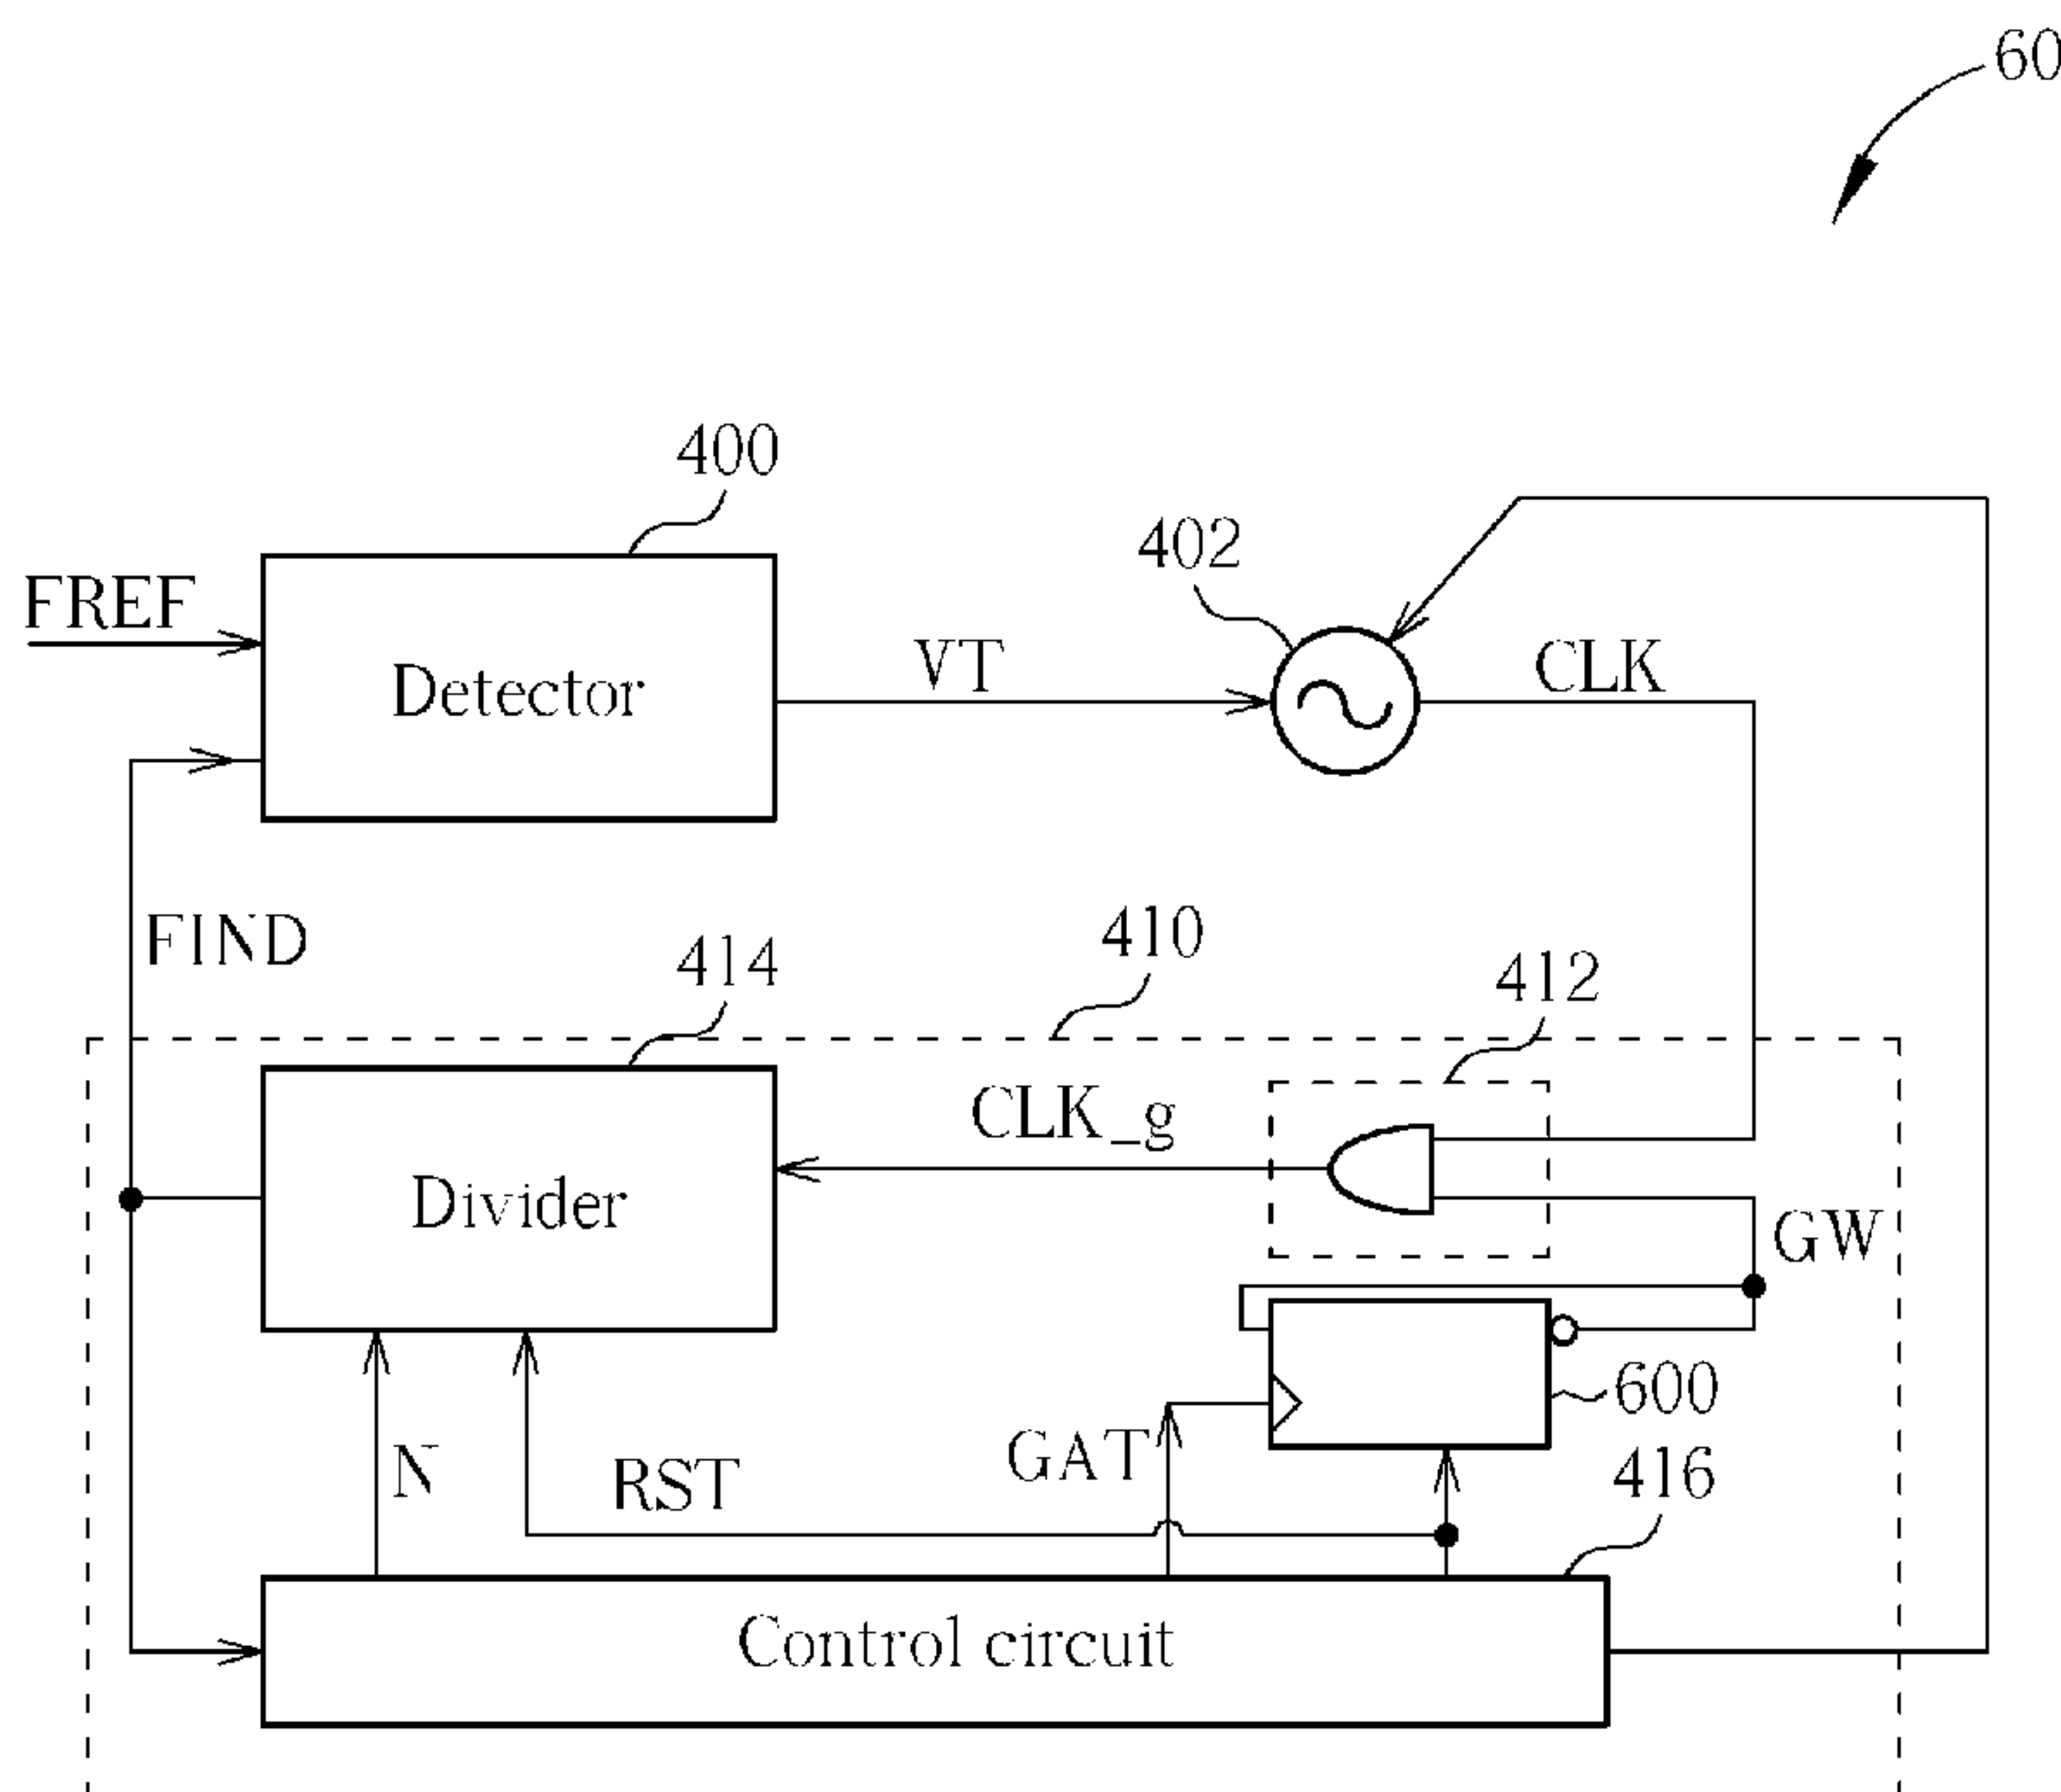 60
400
402
FREF
Detector
VT
CLK
FIND
414
410
412
CLK_g
Divider
GW
600
N
RST
GAT
416
Control circuit